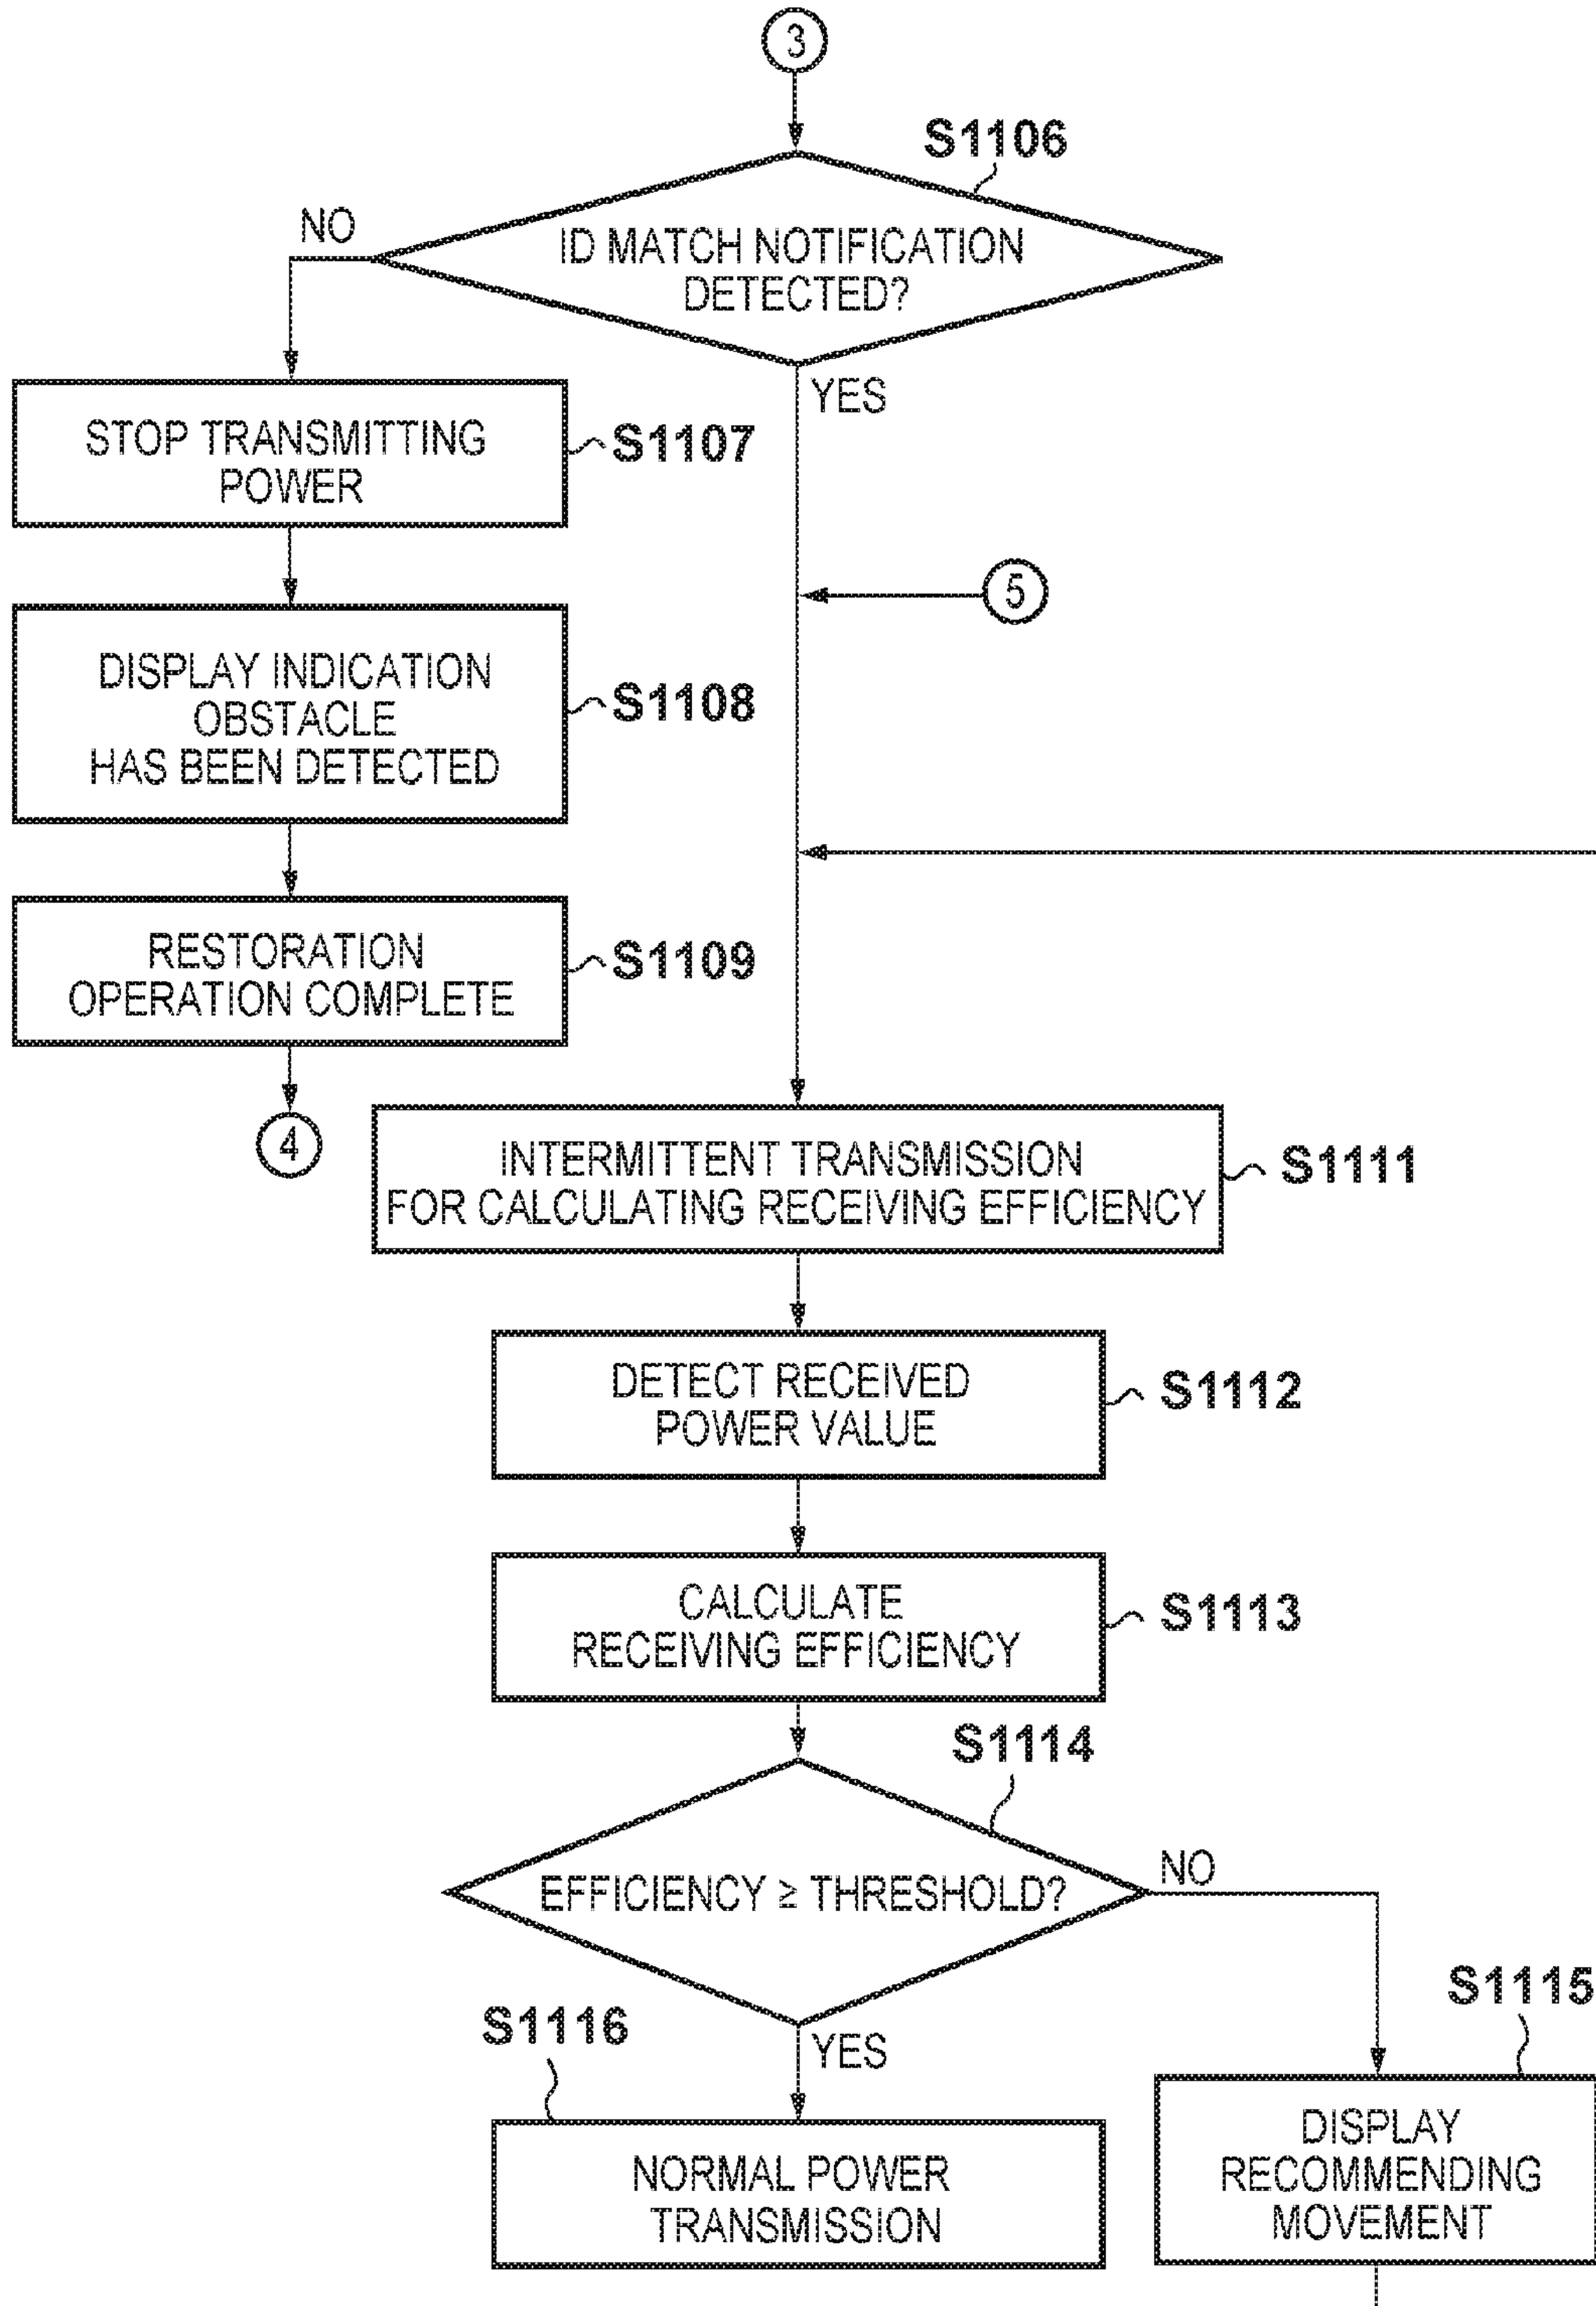 3
S1106
NO
ID MATCH NOTIFICATION
DETECTED?
YES
STOP TRANSMITTING
POWER
S1107
5
DISPLAY INDICATION
OBSTACLE
HAS BEEN DETECTED
S1108
RESTORATION
OPERATION COMPLETE
S1109
4
INTERMITTENT TRANSMISSION
FOR CALCULATING RECEIVING EFFICIENCY
S1111
DETECT RECEIVED
POWER VALUE
S1112
CALCULATE
RECEIVING EFFICIENCY
S1113
S1114
EFFICIENCY ≥ THRESHOLD?
NO
S1115
S1116
YES
NORMAL POWER
TRANSMISSION
DISPLAY
RECOMMENDING
MOVEMENT